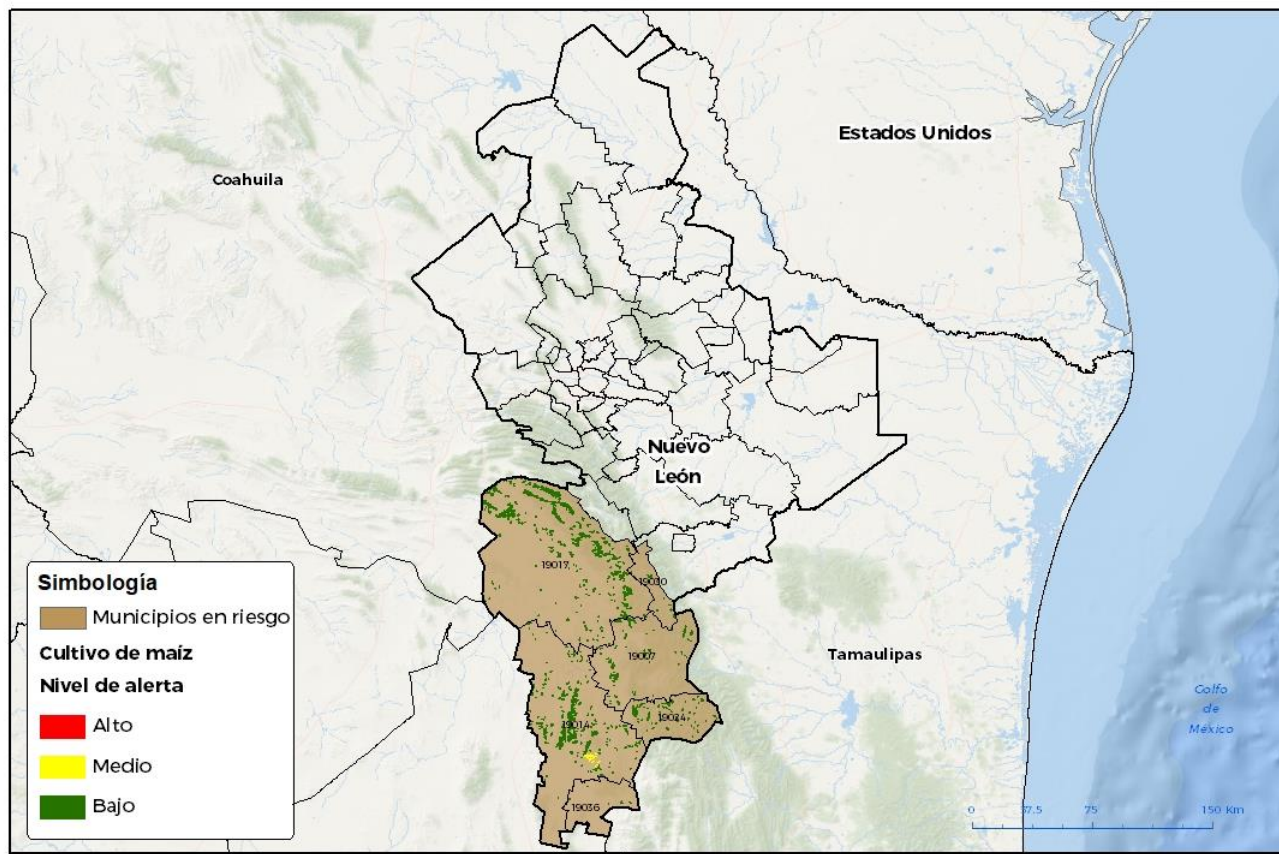 Estados Unidos
Coahuila
Nuevo
León
19017
19030
19007
19014
19024
19036
Tamaulipas
Golfo
de
México
Simbología
Municipios en riesgo
Cultivo de maíz
Nivel de alerta
Alto
Medio
Bajo
0 37.5 75 150 Km